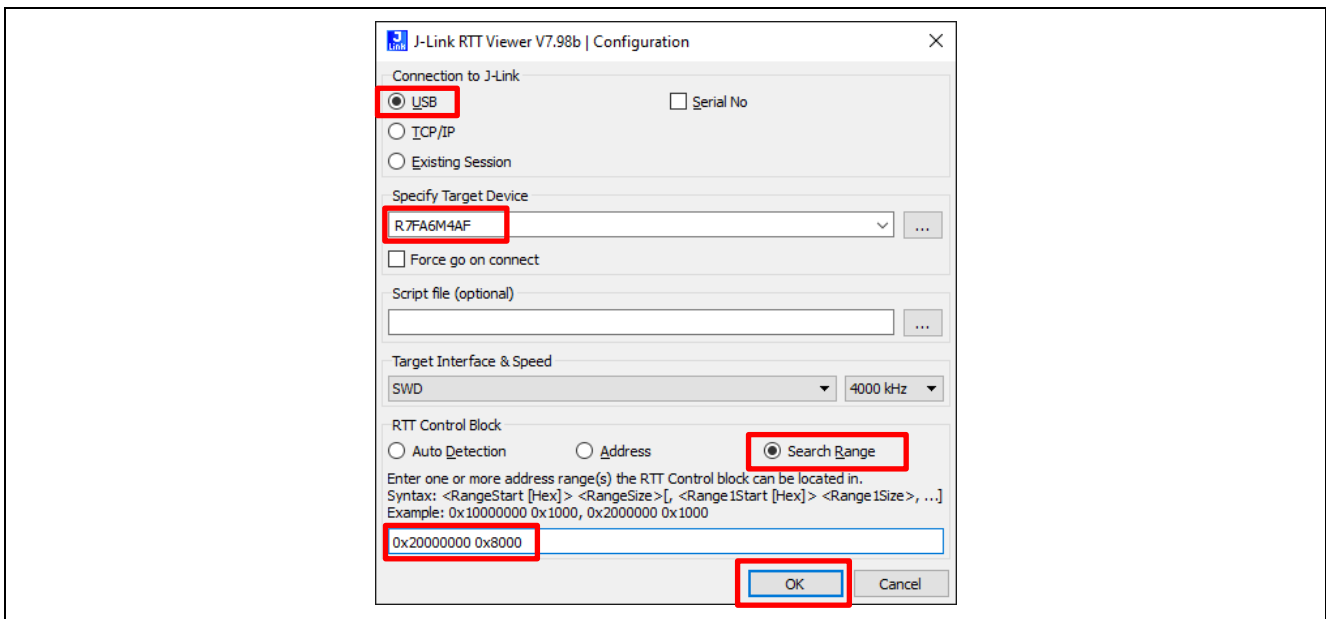 J-Link RTT Viewer V7.98b | Configuration
Connection to J-Link
USB
Serial No
TCP/IP
Existing Session
Specify Target Device
R7FA6M4AF
...
Force go on connect
Script file (optional)
...
Target Interface & Speed
SWD
4000 kHz
RTT Control Block
Auto Detection
Address
Search Range
Enter one or more address range(s) the RTT Control block can be located in.
Syntax: <RangeStart [Hex]> <RangeSize>[, <Range1Start [Hex]> <Range1Size>, ...]
Example: 0x10000000 0x1000, 0x2000000 0x1000
0x20000000 0x8000
OK
Cancel